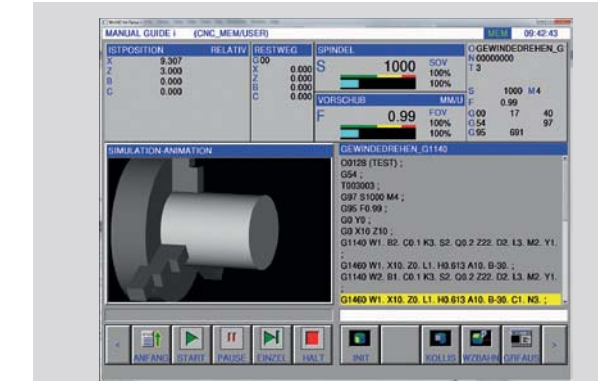 MANUAL GUIDE i (CNC_MEM/USER) MEM 09:42:43
ISTPOSITION RELATIV
X 9.307
Z 3.000
B 0.000
C 0.000
RESTWEG
G00
X 0.000
Z 0.000
B 0.000
C 0.000
SPINDEL
S 1000 SOV
100%
100%
VORSCHUB MM/U
F 0.99 FOV
100%
100%
O GEWINDEDREHEN_G
N 00000000
T 3
S 1000 M 4
F 0.99
G 00 17 40
G 54 97
G 95 691
SIMULATION-ANIMATION
GEWINDEDREHEN_G1140
O0128 (TEST) ;
G54 ;
T003003 ;
G97 S1000 M4 ;
G95 F0.99 ;
G0 Y0 ;
G0 X10 Z10 ;
G1140 W1. B2. C0.1 K3. S2. Q0.2 Z22. D2. L3. M2. Y1.
;
G1460 W1. X10. Z0. L1. H0.613 A10. B-30. ;
G1140 W2. B1. C0.1 K3. S2. Q0.2 Z22. D2. L3. M2. Y1.
;
G1460 W1. X10. Z0. L1. H0.613 A10. B-30. C1. N3. ;
< ANFANG START PAUSE EINZEL HALT INIT KOLLIS WZBAHN GRFAUS >